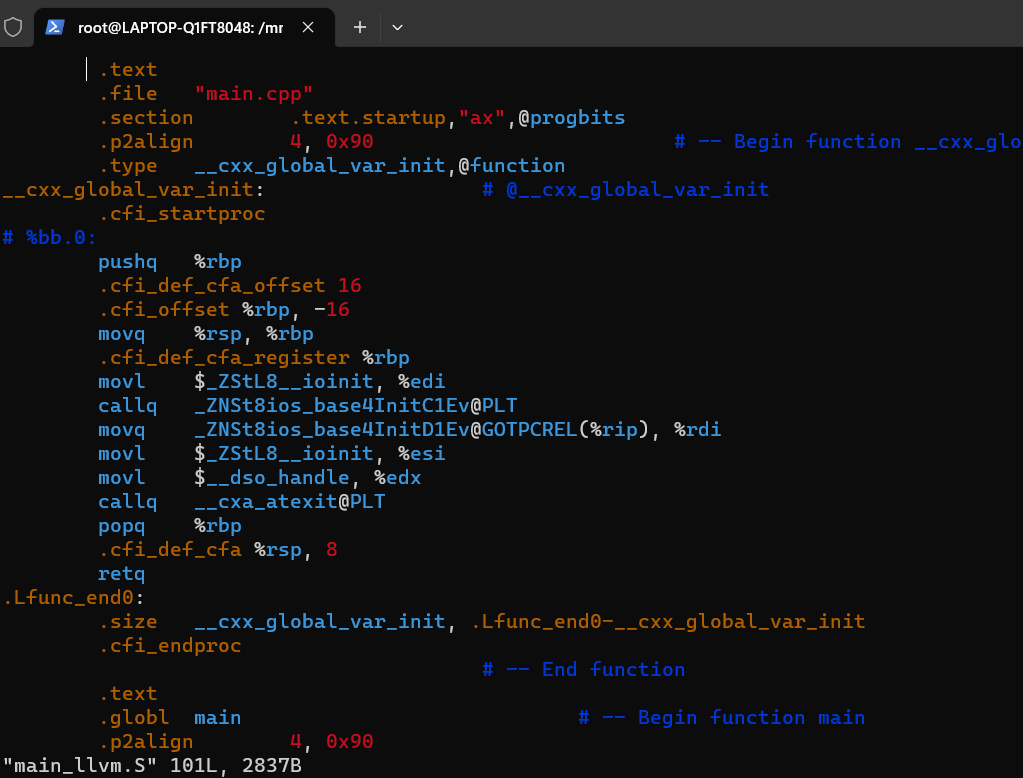 root@LAPTOP-Q1FT8048: /mr
.text
.file "main.cpp"
.section .text.startup,"ax",@progbits
.p2align 4, 0x90 # -- Begin function __cxx_glo
.type __cxx_global_var_init,@function
__cxx_global_var_init: # @__cxx_global_var_init
.cfi_startproc
# %bb.0:
pushq %rbp
.cfi_def_cfa_offset 16
.cfi_offset %rbp, -16
movq %rsp, %rbp
.cfi_def_cfa_register %rbp
movl $_ZStL8__ioinit, %edi
callq _ZNSt8ios_base4InitC1Ev@PLT
movq _ZNSt8ios_base4InitD1Ev@GOTPCREL(%rip), %rdi
movl $_ZStL8__ioinit, %esi
movl $__dso_handle, %edx
callq __cxa_atexit@PLT
popq %rbp
.cfi_def_cfa %rsp, 8
retq
.Lfunc_end0:
.size __cxx_global_var_init, .Lfunc_end0-__cxx_global_var_init
.cfi_endproc
# -- End function
.text
.globl main # -- Begin function main
.p2align 4, 0x90
"main_llvm.S" 101L, 2837B